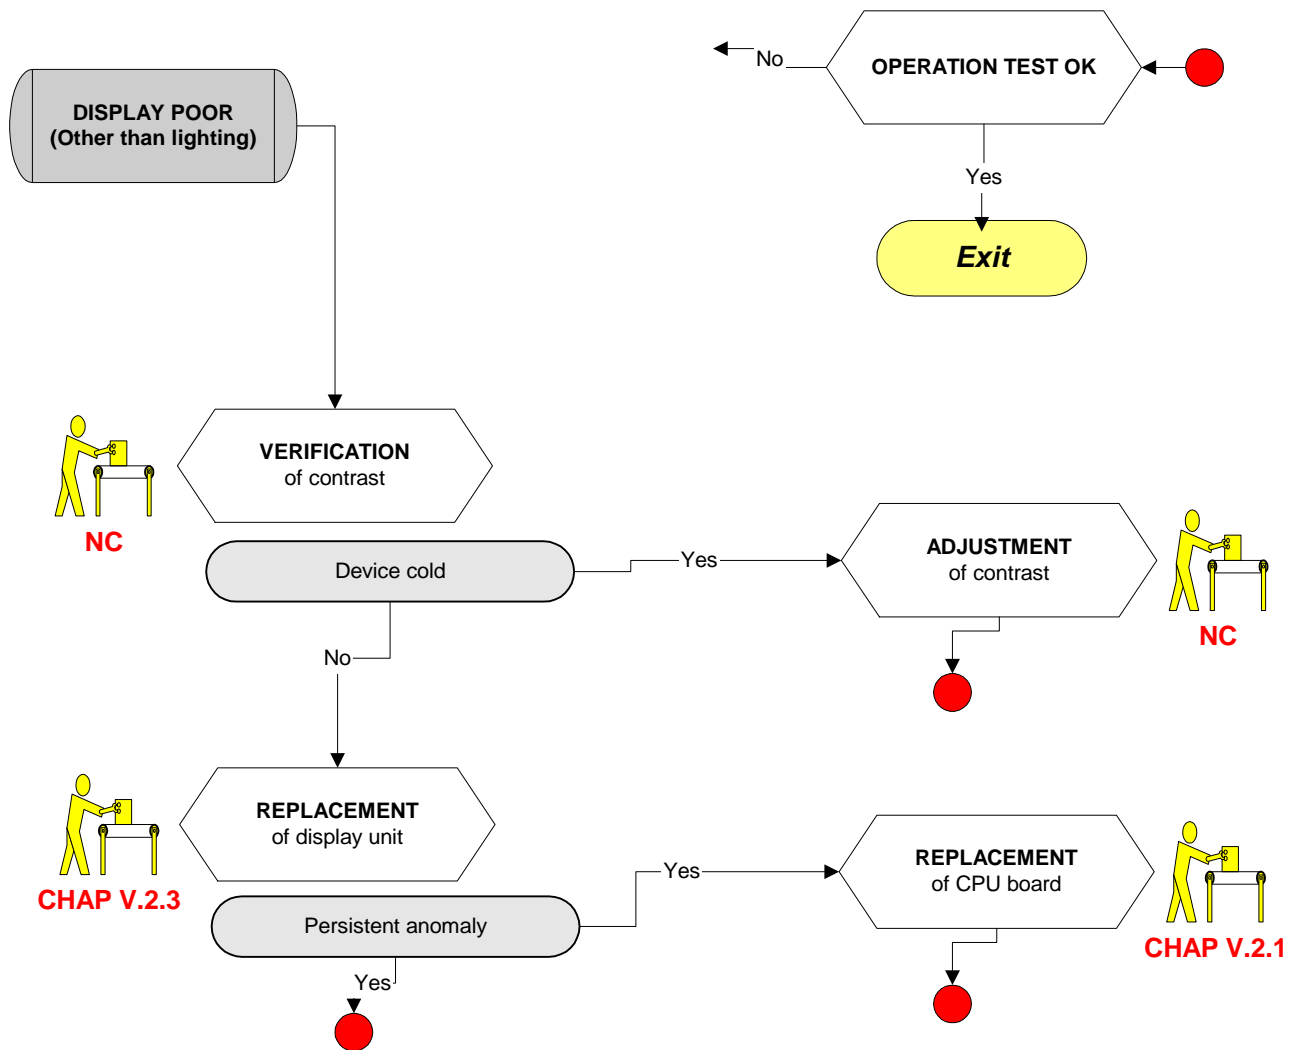 OPERATION TEST OK
No
DISPLAY POOR
(Other than lighting)
Yes
Exit
VERIFICATION
of contrast
NC
Device cold
Yes
ADJUSTMENT
of contrast
NC
No
REPLACEMENT
of display unit
CHAP V.2.3
Persistent anomaly
Yes
REPLACEMENT
of CPU board
CHAP V.2.1
Yes